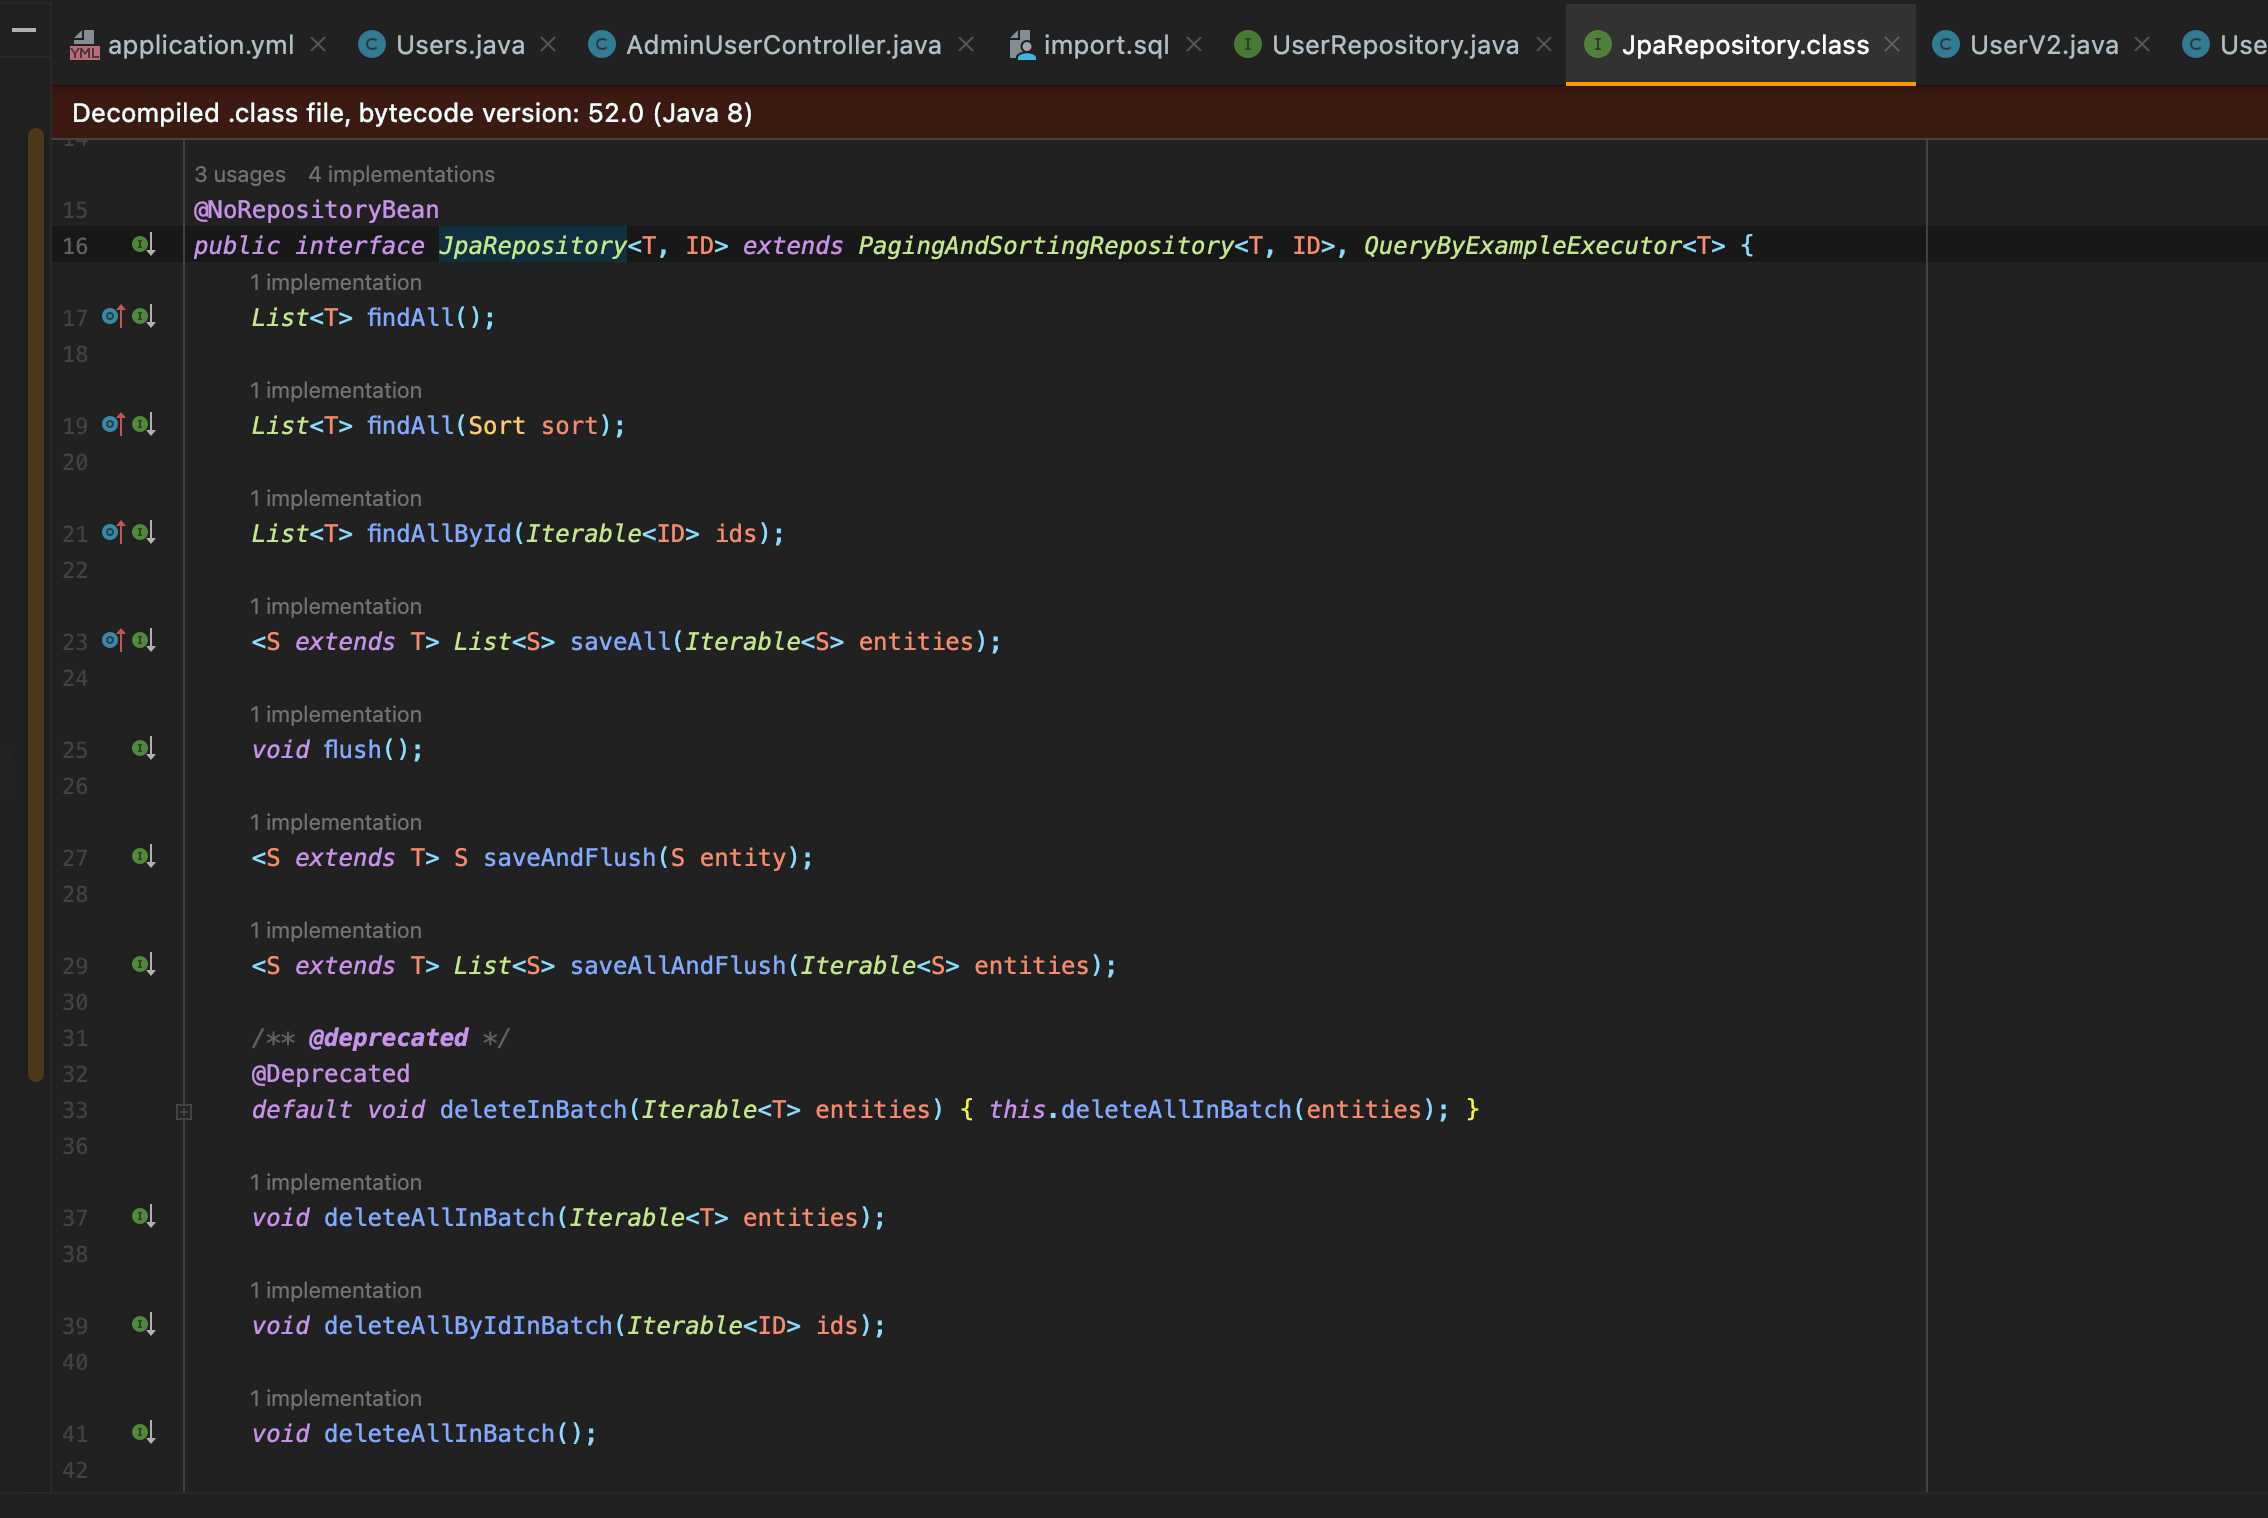 application.yml Users.java AdminUserController.java import.sql UserRepository.java JpaRepository.class UserV2.java Use
Decompiled .class file, bytecode version: 52.0 (Java 8)
14
3 usages 4 implementations
15 @NoRepositoryBean
16 public interface JpaRepository<T, ID> extends PagingAndSortingRepository<T, ID>, QueryByExampleExecutor<T> {
1 implementation
17 List<T> findAll();
18
1 implementation
19 List<T> findAll(Sort sort);
20
1 implementation
21 List<T> findAllById(Iterable<ID> ids);
22
1 implementation
23 <S extends T> List<S> saveAll(Iterable<S> entities);
24
1 implementation
25 void flush();
26
1 implementation
27 <S extends T> S saveAndFlush(S entity);
28
1 implementation
29 <S extends T> List<S> saveAllAndFlush(Iterable<S> entities);
30
31 /** @deprecated */
32 @Deprecated
33 default void deleteInBatch(Iterable<T> entities) { this.deleteAllInBatch(entities); }
36
1 implementation
37 void deleteAllInBatch(Iterable<T> entities);
38
1 implementation
39 void deleteAllByIdInBatch(Iterable<ID> ids);
40
1 implementation
41 void deleteAllInBatch();
42